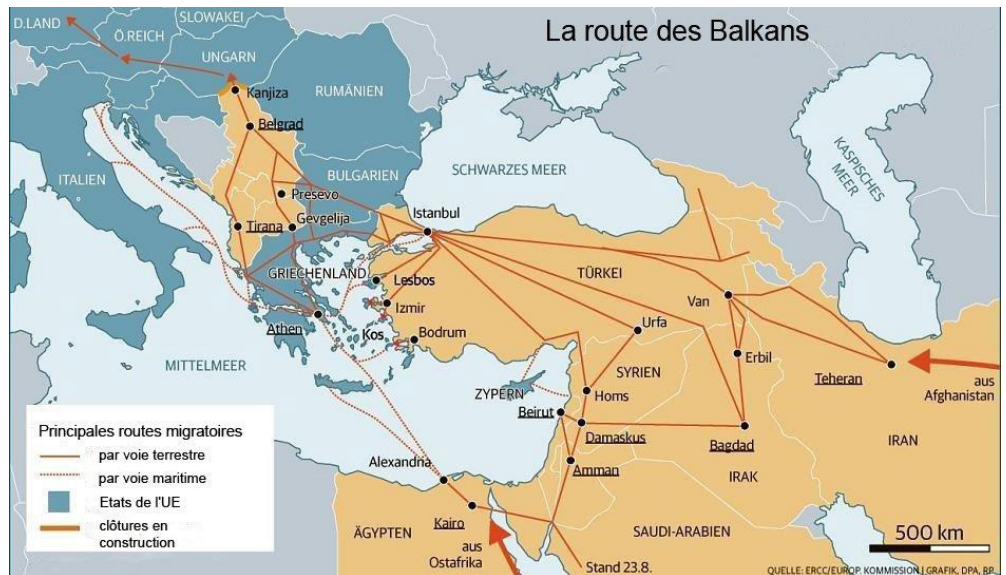 La route des Balkans
D.LAND
SLOWAKEI
Ö.REICH
UNGARN
Kanjiza
RUMÄNIEN
Belgrad
ITALIEN
BULGARIEN
SCHWARZES MEER
KASPISCHES
MEER
Presevo
Gevgelija
Tirana
Istanbul
GRIECHENLAND
Lesbos
TÜRKEI
Van
Izmir
Athen
Kos
Bodrum
Urfa
Erbil
Teheran
aus
Afghanistan
MITTELMEER
SYRIEN
ZYPERN
Homs
Beirut
Damaskus
Bagdad
IRAN
Amman
IRAK
Alexandria
Kairo
ÄGYPTEN
aus
Ostafrika
SAUDI-ARABIEN
Stand 23.8.
500 km
Principales routes migratoires
par voie terrestre
par voie maritime
Etats de l'UE
clôtures en
construction
QUELLE: ERCC/EUROP. KOMMISSION | GRAFIK, DPA, RP